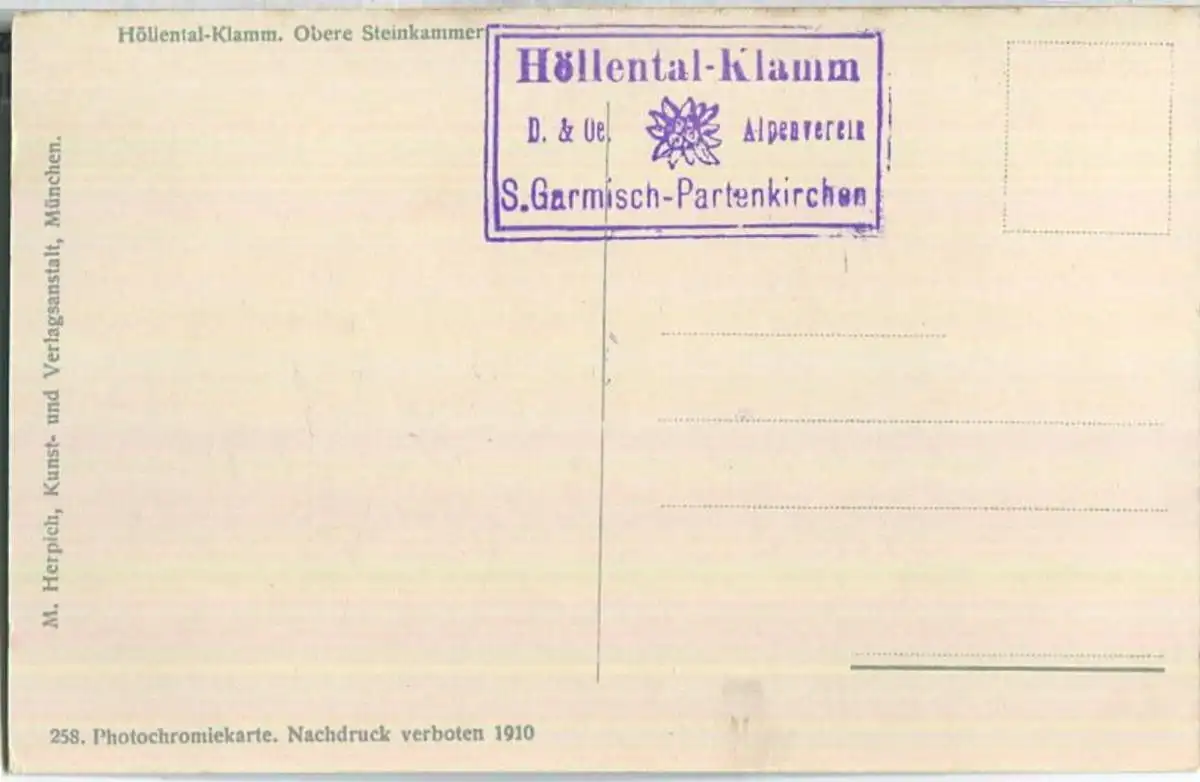 Höllental-Klamm. Obere Steinkammer
Höllental-Klamm
D. & Oe. Alpenverein
S.Garmisch-Partenkirchen
M. Herpich, Kunst- und Verlagsanstalt, München.
258. Photochromiekarte. Nachdruck verboten 1910